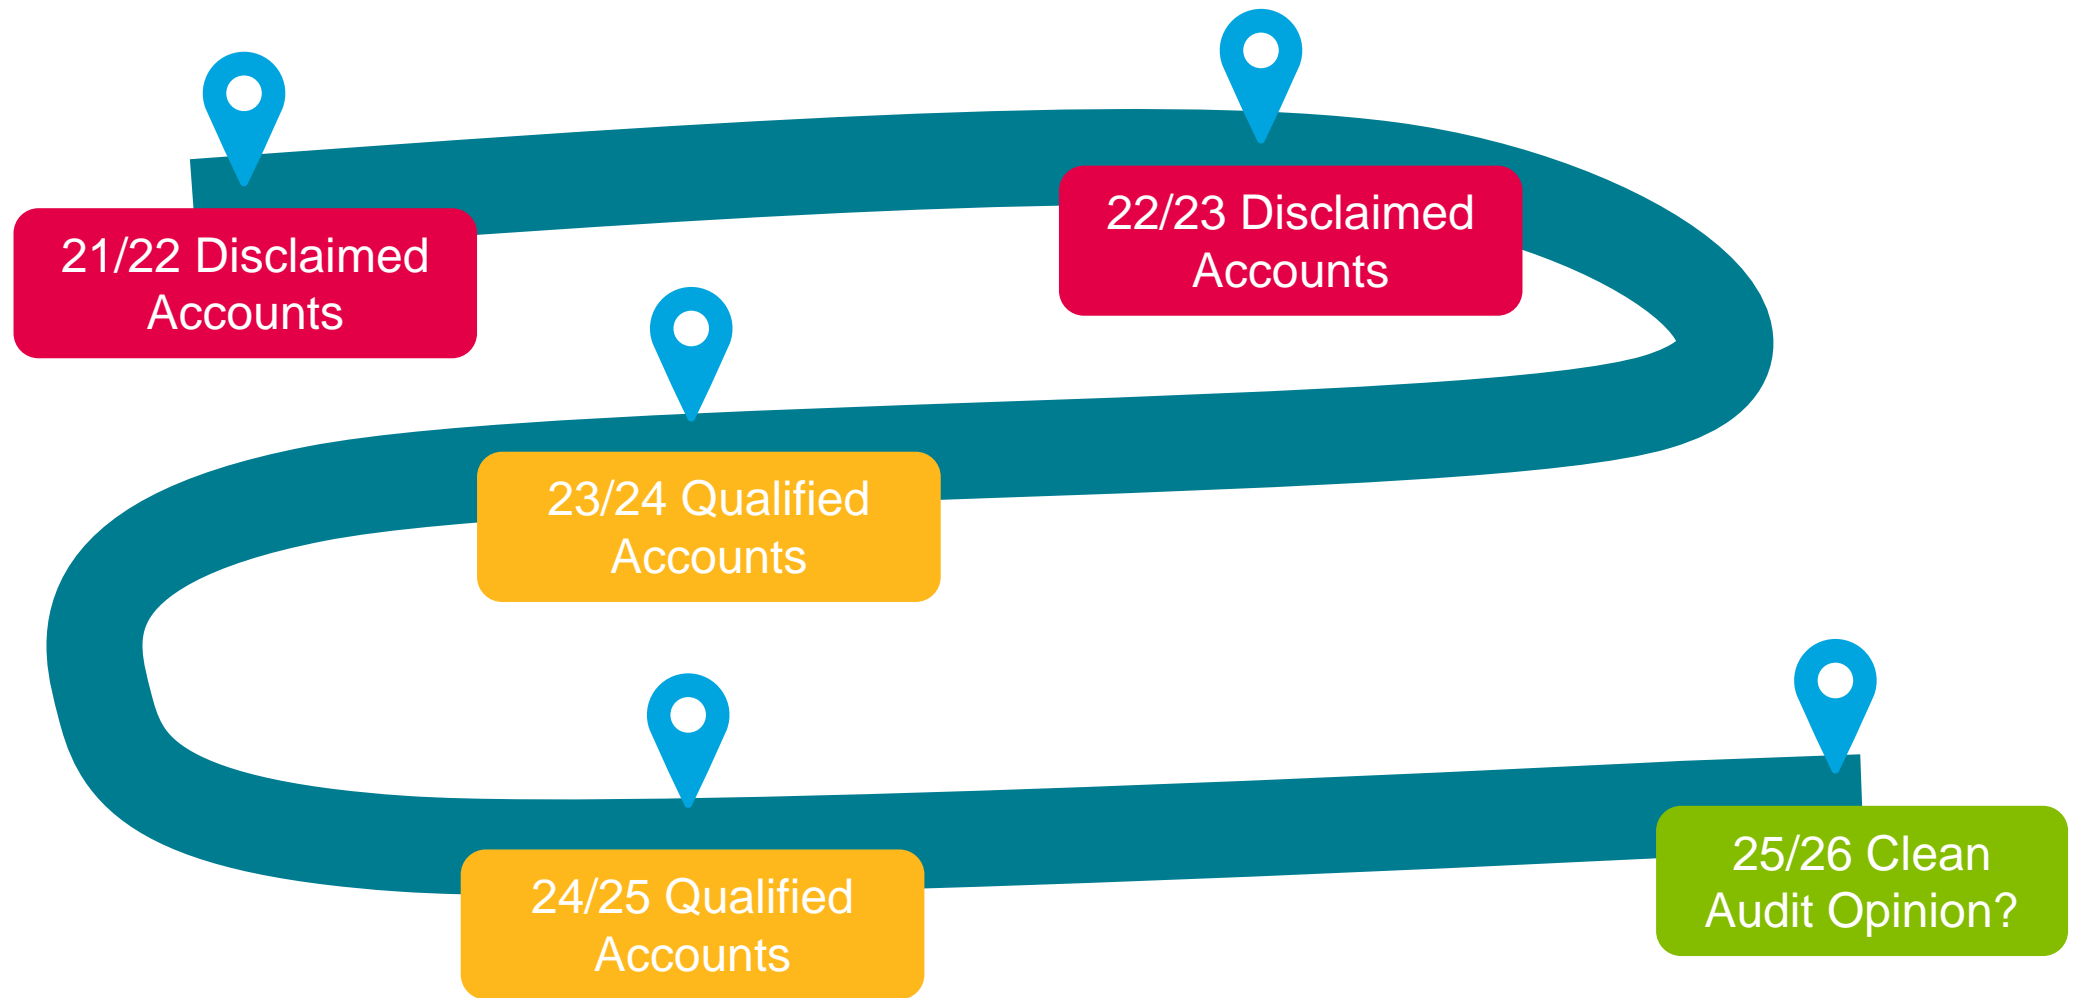 21/22 Disclaimed
Accounts
22/23 Disclaimed
Accounts
23/24 Qualified
Accounts
24/25 Qualified
Accounts
25/26 Clean
Audit Opinion?